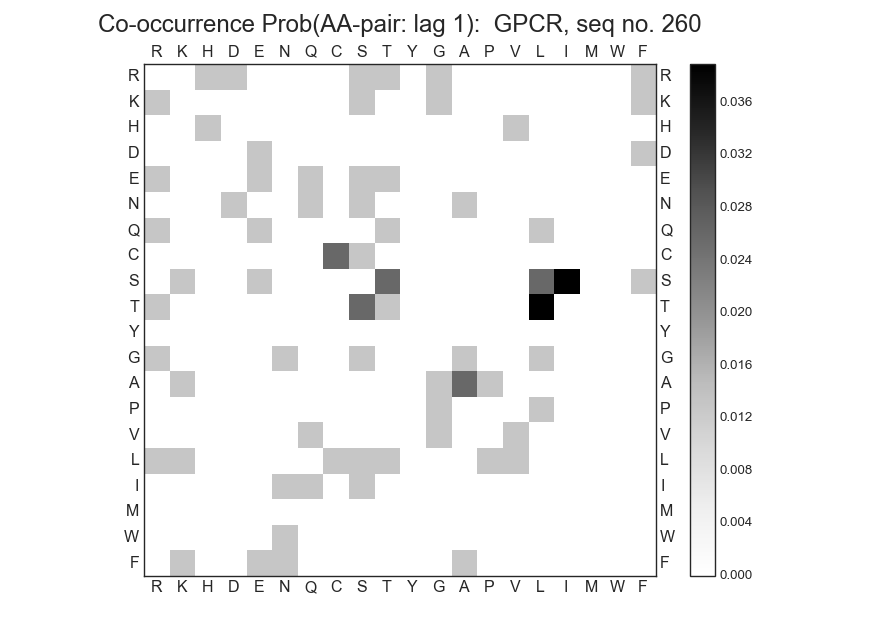 Co-occurrence Prob(AA-pair: lag 1):  GPCR, seq no. 260
R K H D E N Q C S T Y G A P V L I M W F
R R
K K 0.036
H H
D D 0.032
E E
N N 0.028
Q Q
C C 0.024
S S
T T 0.020
Y Y
G G 0.016
A A
P P 0.012
V V
L L 0.008
I I
M M 0.004
W W
F F 0.000
R K H D E N Q C S T Y G A P V L I M W F